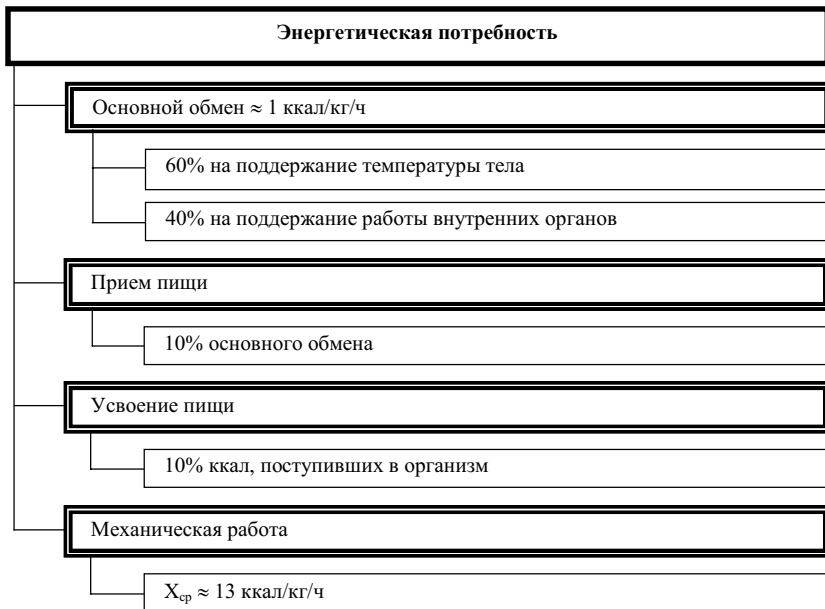 Энергетическая потребность
Основной обмен ≈ 1 ккал/кг/ч
60% на поддержание температуры тела
40% на поддержание работы внутренних органов
Прием пищи
10% основного обмена
Усвоение пищи
10% ккал, поступивших в организм
Механическая работа
Xср ≈ 13 ккал/кг/ч